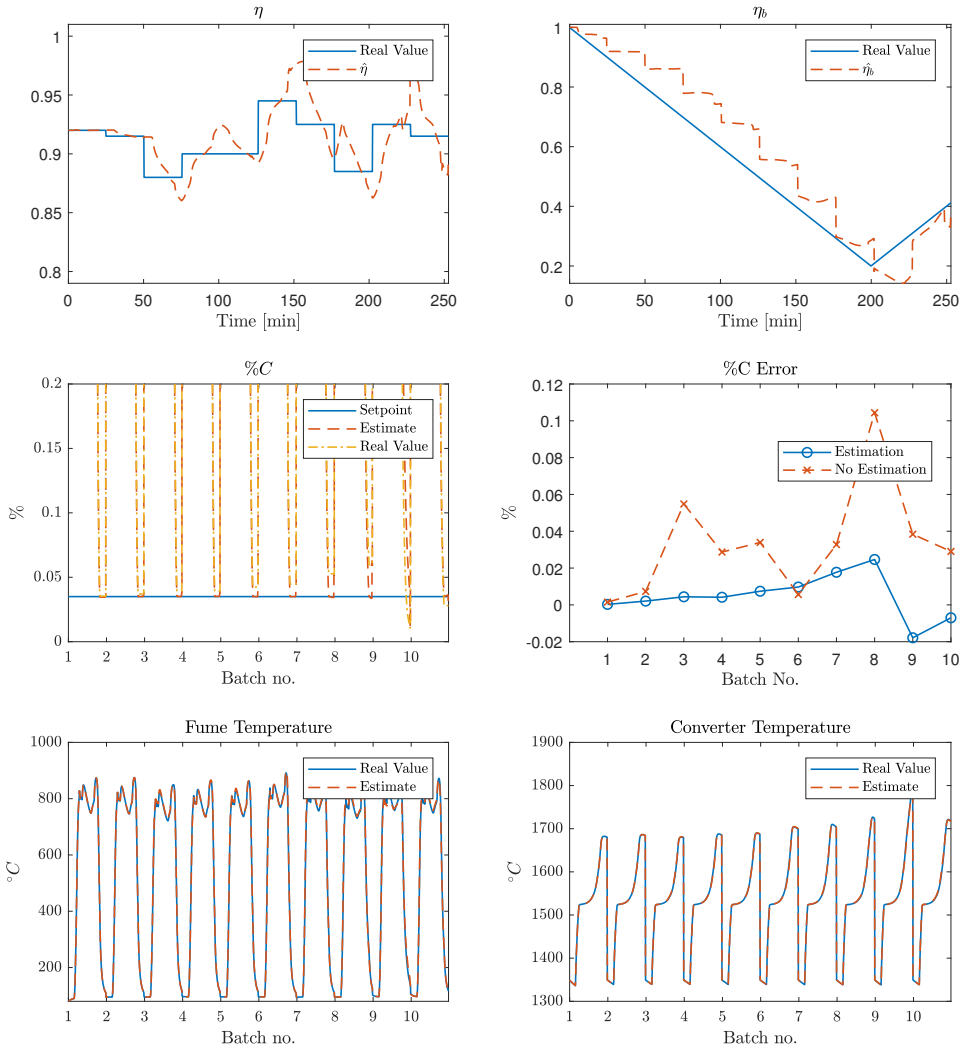 η
1
0.95
0.9
0.85
0.8
0 50 100 150 200 250
Time [min]
Real Value
η̂
η_b
1
0.8
0.6
0.4
0.2
0 50 100 150 200 250
Time [min]
Real Value
η̂_b
%C
0.2
0.15
0.1
0.05
0
%
1 2 3 4 5 6 7 8 9 10
Batch no.
Setpoint
Estimate
Real Value
%C Error
0.12
0.1
0.08
0.06
0.04
0.02
0
-0.02
%
1 2 3 4 5 6 7 8 9 10
Batch No.
Estimation
No Estimation
Fume Temperature
1000
800
600
400
200
°C
1 2 3 4 5 6 7 8 9 10
Batch no.
Real Value
Estimate
Converter Temperature
1900
1800
1700
1600
1500
1400
1300
°C
1 2 3 4 5 6 7 8 9 10
Batch no.
Real Value
Estimate